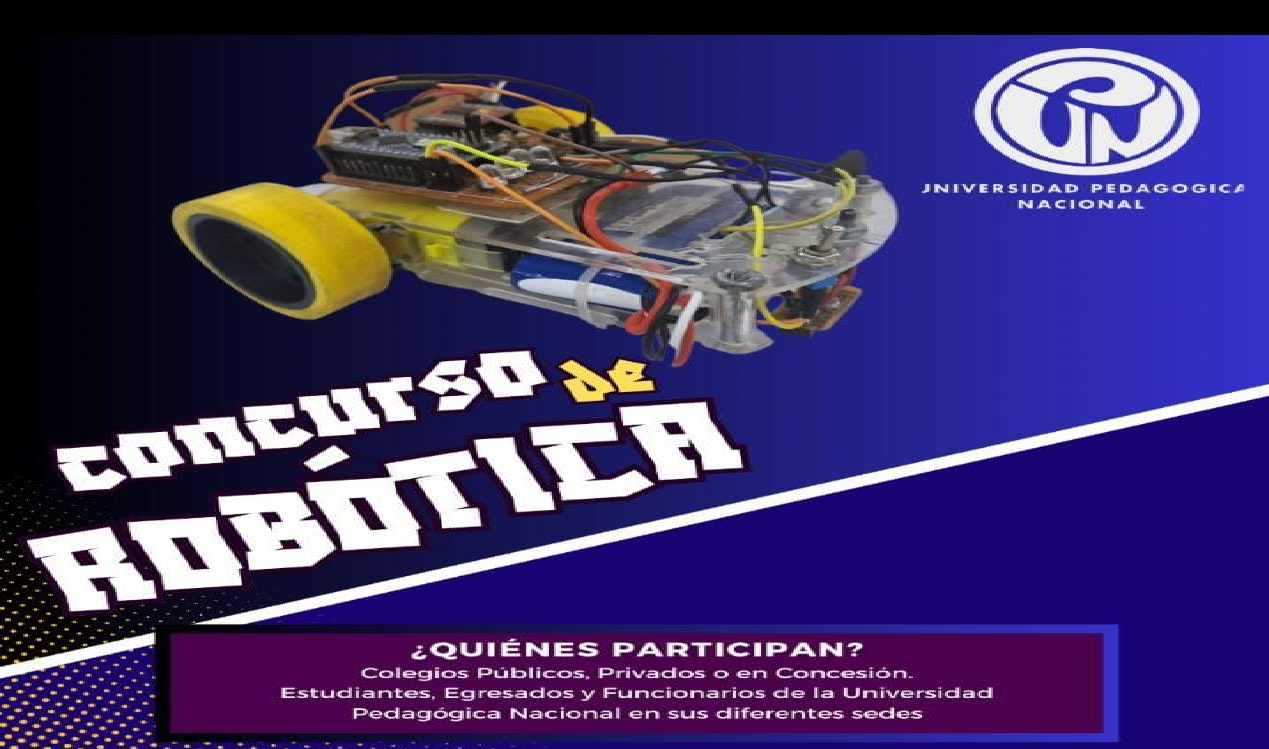 UNIVERSIDAD PEDAGOGICA
NACIONAL
concurso de
ROBÓTICA
¿QUIÉNES PARTICIPAN?
Colegios Públicos, Privados o en Concesión.
Estudiantes, Egresados y Funcionarios de la Universidad
Pedagógica Nacional en sus diferentes sedes